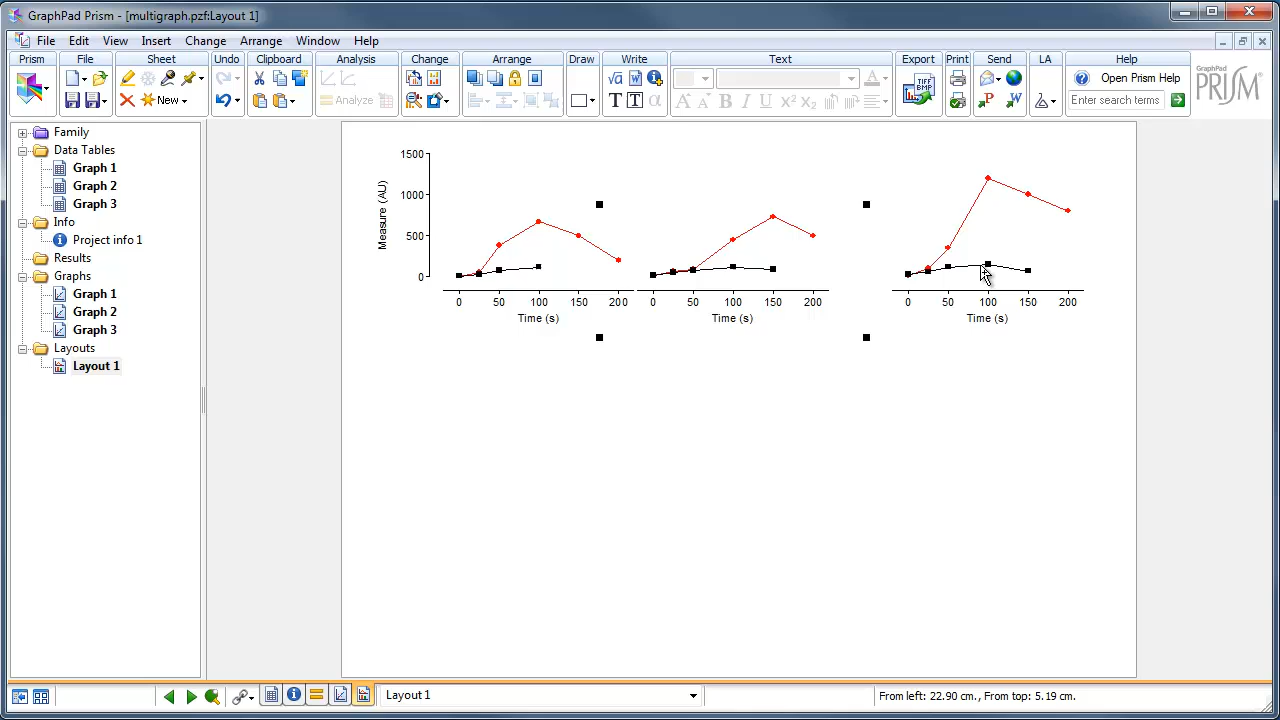 GraphPad Prism - [multigraph.pzf:Layout 1]
File Edit View Insert Change Arrange Window Help
Prism File Sheet Undo Clipboard Analysis Change Arrange Draw Write Text Export Print Send LA Help
New
Analyze
TIFF
BMP
Open Prism Help
Enter search terms
GraphPad
PRISM
Family
Data Tables
Graph 1
Graph 2
Graph 3
Info
Project info 1
Results
Graphs
Graph 1
Graph 2
Graph 3
Layouts
Layout 1
Measure (AU)
1500
1000
500
0
0 50 100 150 200
Time (s)
0 50 100 150 200
Time (s)
0 50 100 150 200
Time (s)
Layout 1
From left: 22.90 cm., From top: 5.19 cm.